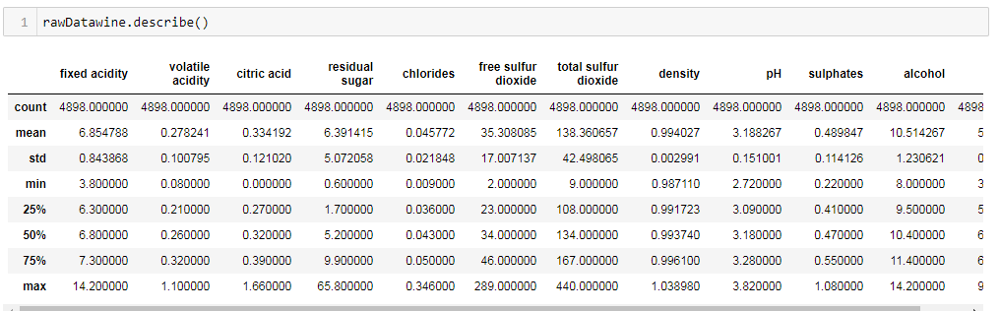 1 rawDatawine.describe()
fixed acidity volatile acidity citric acid residual sugar chlorides free sulfur dioxide total sulfur dioxide density pH sulphates alcohol
count 4898.000000 4898.000000 4898.000000 4898.000000 4898.000000 4898.000000 4898.000000 4898.000000 4898.000000 4898.000000 4898.000000 4898
mean 6.854788 0.278241 0.334192 6.391415 0.045772 35.308085 138.360657 0.994027 3.188267 0.489847 10.514267 5
std 0.843868 0.100795 0.121020 5.072058 0.021848 17.007137 42.498065 0.002991 0.151001 0.114126 1.230621 0
min 3.800000 0.080000 0.000000 0.600000 0.009000 2.000000 9.000000 0.987110 2.720000 0.220000 8.000000 3
25% 6.300000 0.210000 0.270000 1.700000 0.036000 23.000000 108.000000 0.991723 3.090000 0.410000 9.500000 5
50% 6.800000 0.260000 0.320000 5.200000 0.043000 34.000000 134.000000 0.993740 3.180000 0.470000 10.400000 6
75% 7.300000 0.320000 0.390000 9.900000 0.050000 46.000000 167.000000 0.996100 3.280000 0.550000 11.400000 6
max 14.200000 1.100000 1.660000 65.800000 0.346000 289.000000 440.000000 1.038980 3.820000 1.080000 14.200000 9